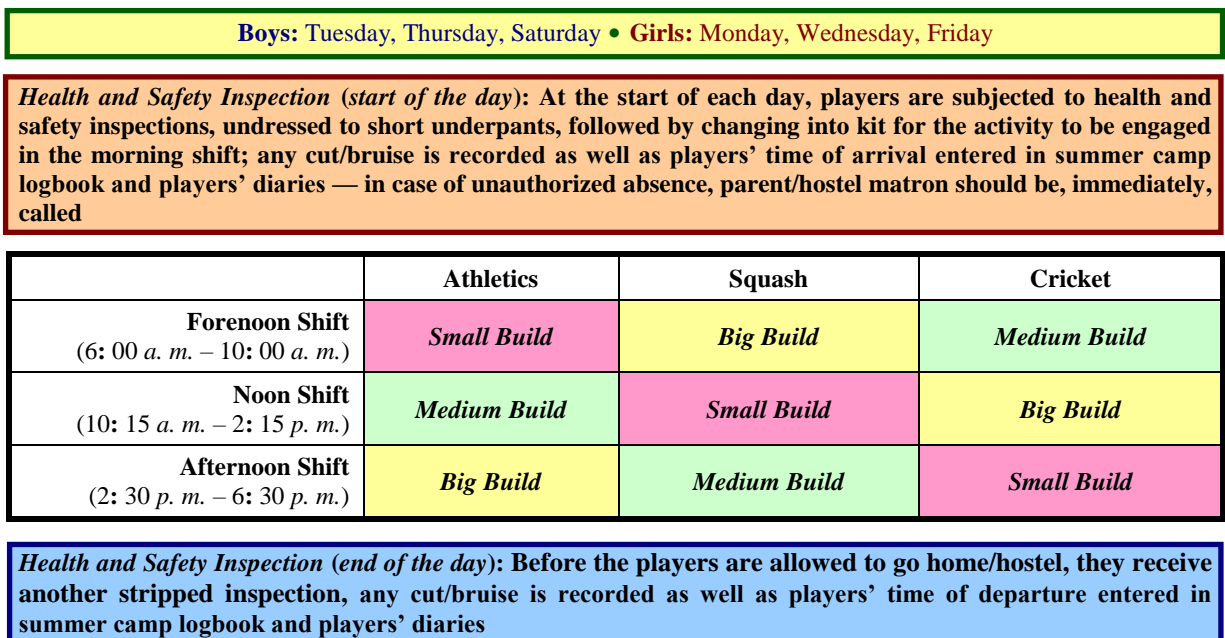 Boys: Tuesday, Thursday, Saturday • Girls: Monday, Wednesday, Friday
Health and Safety Inspection (start of the day): At the start of each day, players are subjected to health and
safety inspections, undressed to short underpants, followed by changing into kit for the activity to be engaged
in the morning shift; any cut/bruise is recorded as well as players’ time of arrival entered in summer camp
logbook and players’ diaries — in case of unauthorized absence, parent/hostel matron should be, immediately,
called
Athletics Squash Cricket
Forenoon Shift
(6: 00 a. m. – 10: 00 a. m.) Small Build Big Build Medium Build
Noon Shift
(10: 15 a. m. – 2: 15 p. m.) Medium Build Small Build Big Build
Afternoon Shift
(2: 30 p. m. – 6: 30 p. m.) Big Build Medium Build Small Build
Health and Safety Inspection (end of the day): Before the players are allowed to go home/hostel, they receive
another stripped inspection, any cut/bruise is recorded as well as players’ time of departure entered in
summer camp logbook and players’ diaries